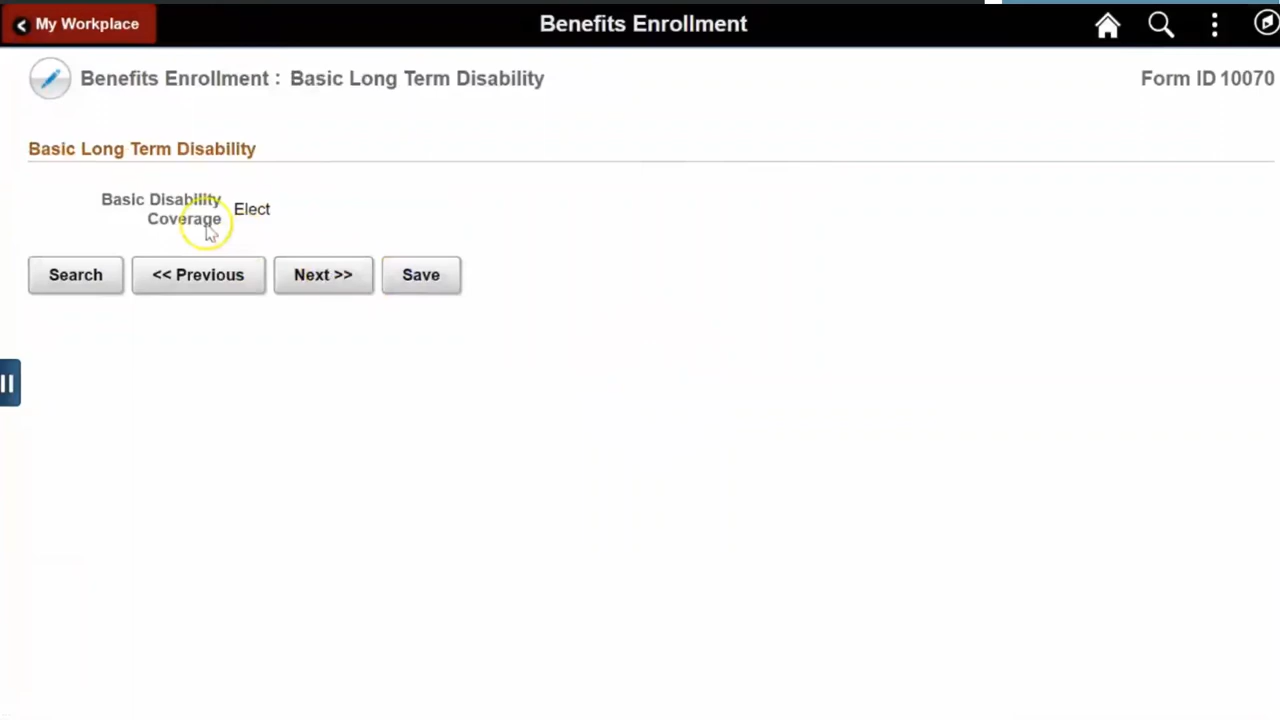 My Workplace
Benefits Enrollment
Benefits Enrollment : Basic Long Term Disability
Form ID 10070
Basic Long Term Disability
Basic Disability
Coverage
Elect
Search
<< Previous
Next >>
Save